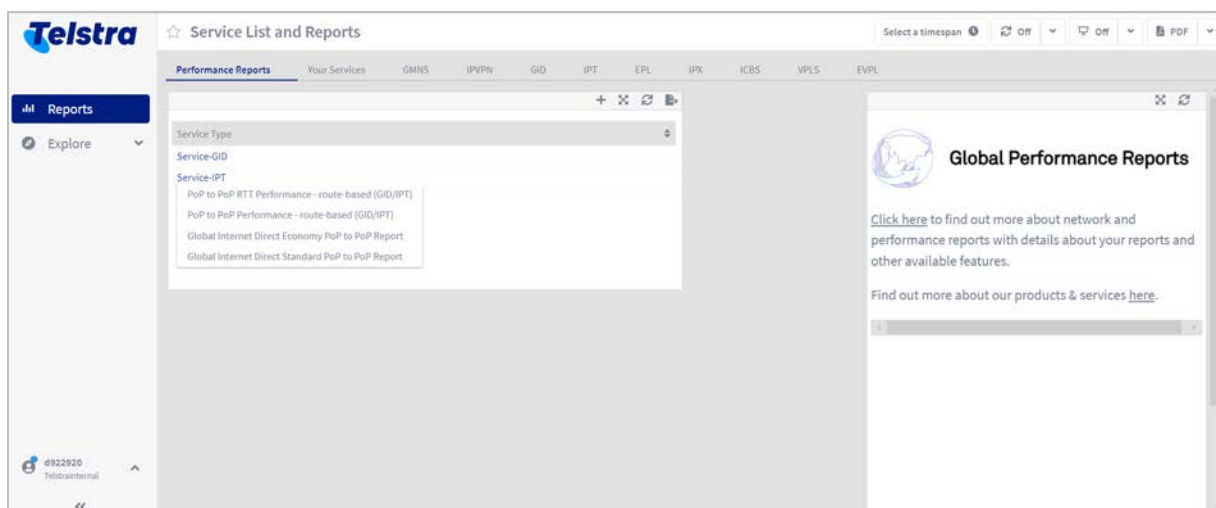 Telstra
Service List and Reports
Select a timespan
Off
Off
PDF
Performance Reports
Your Services
GMNS
IPVPN
GID
IPT
EPL
IPX
ICBS
VPLS
EVPL
Reports
Explore
Service Type
Service-GID
Service-IPT
PoP to PoP RTT Performance - route-based (GID/IPT)
PoP to PoP Performance - route-based (GID/IPT)
Global Internet Direct Economy PoP to PoP Report
Global Internet Direct Standard PoP to PoP Report
Global Performance Reports
Click here to find out more about network and
performance reports with details about your reports and
other available features.
Find out more about our products & services here.
d922920
Telstrainternal